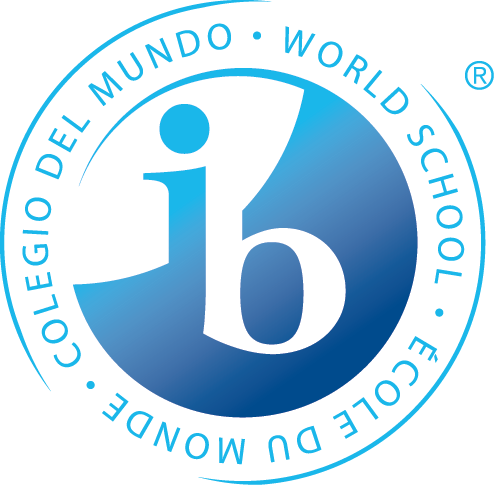 COLEGIO DEL MUNDO · WORLD SCHOOL · ÉCOLE DU MONDE ·
®
ib